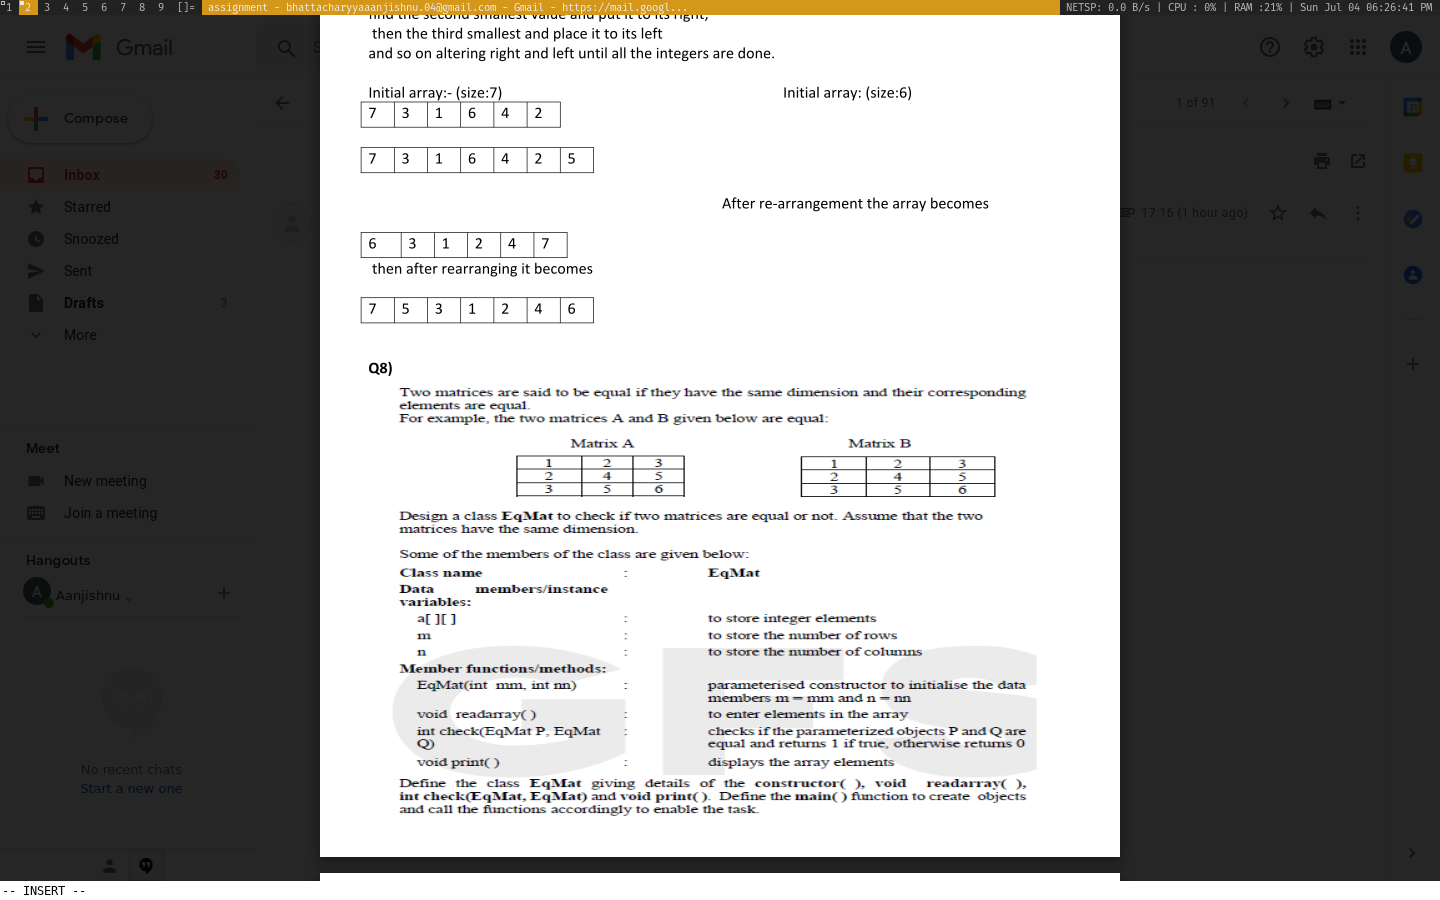 1 2 3 4 5 6 7 8 9 []= assignment - bhattacharyyaaanjishnu.04@gmail.com - Gmail - https://mail.googl... NETSP: 0.0 B/s | CPU : 0% | RAM :21% | Sun Jul 04 06:26:41 PM
find the second smallest value and put it to its right,
then the third smallest and place it to its left
and so on altering right and left until all the integers are done.
Gmail
S
Initial array:- (size:7) Initial array: (size:6)
7 3 1 6 4 2
1 of 91
Compose
7 3 1 6 4 2 5
Inbox 30
Starred
After re-arrangement the array becomes
17:16 (1 hour ago)
Snoozed
6 3 1 2 4 7
then after rearranging it becomes
Sent
Drafts 3
7 5 3 1 2 4 6
More
Q8)
Two matrices are said to be equal if they have the same dimension and their corresponding
elements are equal.
For example, the two matrices A and B given below are equal:
Matrix A Matrix B
1 2 3 1 2 3
2 4 5 2 4 5
3 5 6 3 5 6
Meet
New meeting
Join a meeting
Design a class EqMat to check if two matrices are equal or not. Assume that the two
matrices have the same dimension.
Some of the members of the class are given below:
Hangouts
Class name : EqMat
Data members/instance
variables:
A Aanjishnu
a[ ][ ] : to store integer elements
m : to store the number of rows
n : to store the number of columns
GFS
Member functions/methods:
EqMat(int mm, int nn) : parameterised constructor to initialise the data
members m = mm and n = nn
void readarray( ) : to enter elements in the array
int check(EqMat P, EqMat : checks if the parameterized objects P and Q are
Q) equal and returns 1 if true, otherwise returns 0
void print( ) : displays the array elements
No recent chats
Start a new one
Define the class EqMat giving details of the constructor( ), void readarray( ),
int check(EqMat, EqMat) and void print( ). Define the main( ) function to create objects
and call the functions accordingly to enable the task.
-- INSERT --